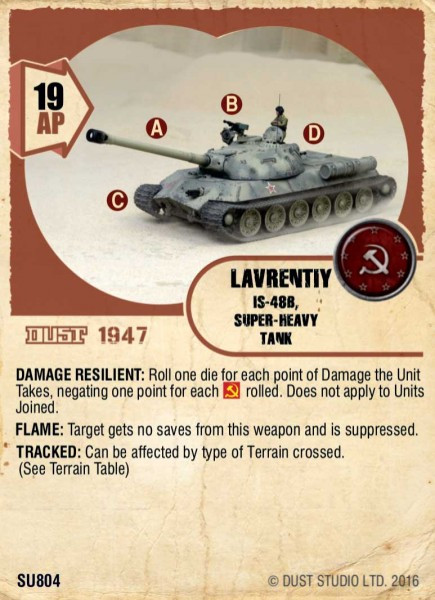 19
AP
A
B
C
D
LAVRENTIY
IS-48B,
SUPER-HEAVY
TANK
DUST 1947
DAMAGE RESILIENT: Roll one die for each point of Damage the Unit
Takes, negating one point for each rolled. Does not apply to Units
Joined.
FLAME: Target gets no saves from this weapon and is suppressed.
TRACKED: Can be affected by type of Terrain crossed.
(See Terrain Table)
SU804
© DUST STUDIO LTD. 2016